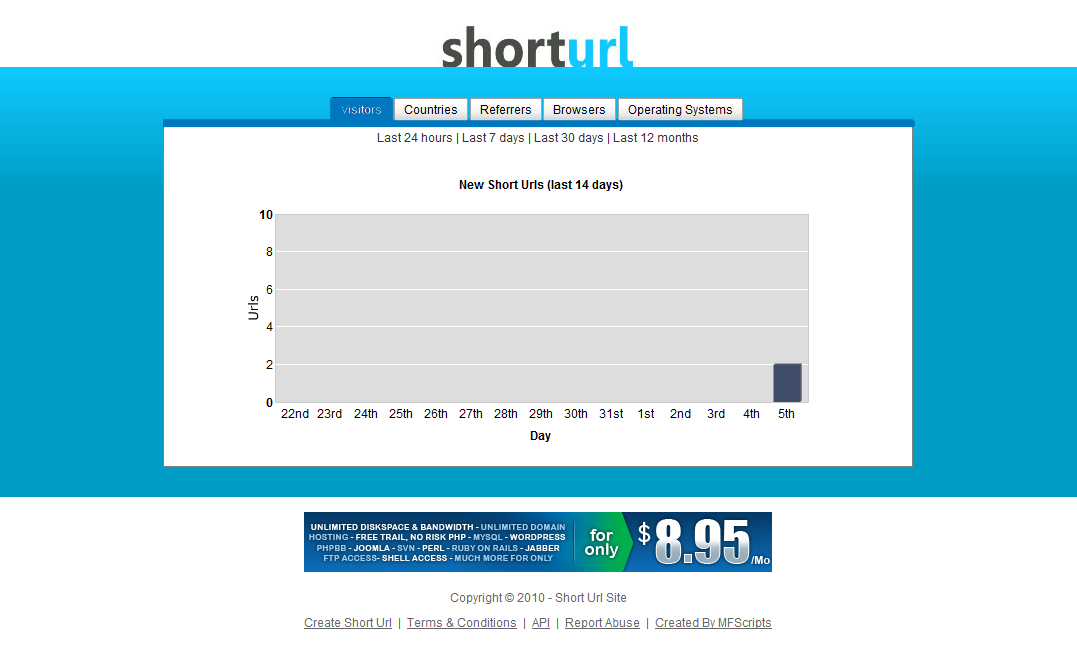 shorturl
Visitors Countries Referrers Browsers Operating Systems
Last 24 hours | Last 7 days | Last 30 days | Last 12 months
New Short Urls (last 14 days)
10
8
6
4
2
0
Urls
22nd 23rd 24th 25th 26th 27th 28th 29th 30th 31st 1st 2nd 3rd 4th 5th
Day
UNLIMITED DISKSPACE & BANDWIDTH - UNLIMITED DOMAIN
HOSTING - FREE TRAIL, NO RISK PHP - MYSQL - WORDPRESS
PHPBB - JOOMLA - SVN - PERL - RUBY ON RAILS - JABBER
FTP ACCESS- SHELL ACCESS - MUCH MORE FOR ONLY
for
only
$8.95/Mo
Copyright © 2010 - Short Url Site
Create Short Url | Terms & Conditions | API | Report Abuse | Created By MFScripts